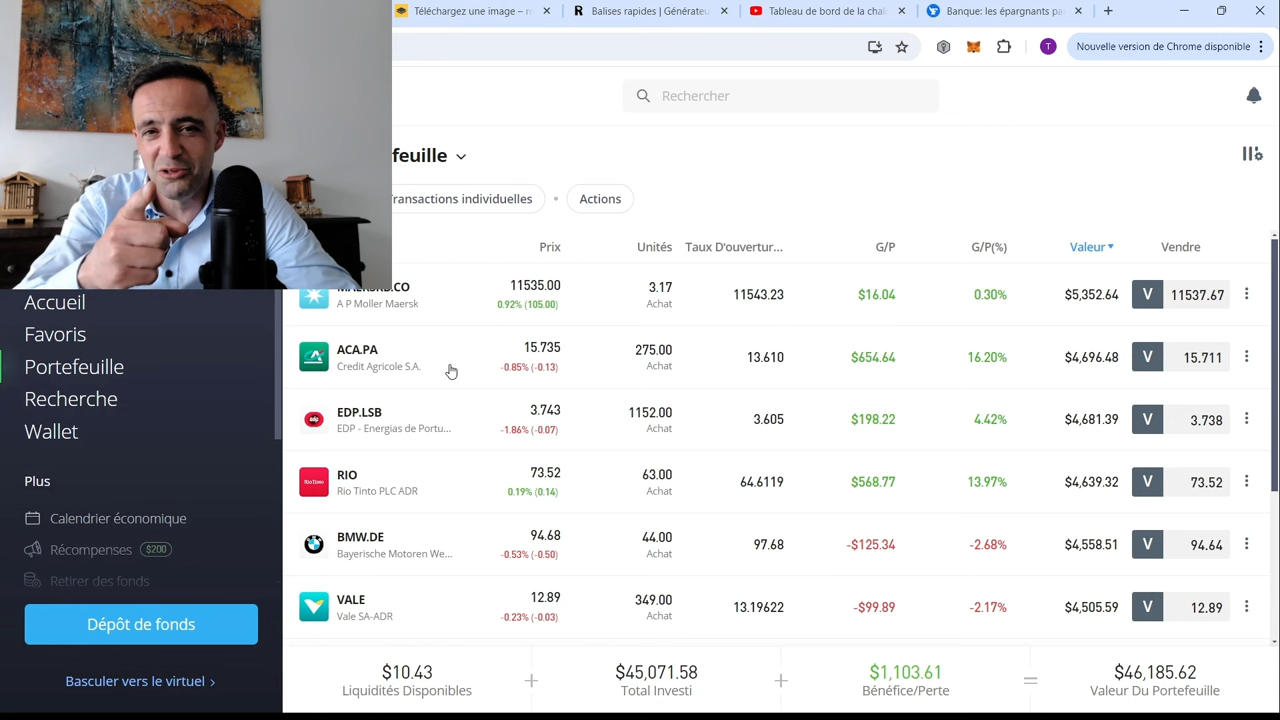 Téléchargez une image – r
Balises rapides | Générateu
Tableau de bord de la chaî
Banque: les épargnants pa
T
Nouvelle version de Chrome disponible
Rechercher
feuille
Transactions individuelles
Actions
Prix
Unités
Taux D'ouvertur...
G/P
G/P(%)
Valeur
Vendre
MAERSKB.CO
A P Moller Maersk
11535.00
0.92% (105.00)
3.17
Achat
11543.23
$16.04
0.30%
$5,352.64
V
11537.67
ACA.PA
Credit Agricole S.A.
15.735
-0.85% (-0.13)
275.00
Achat
13.610
$654.64
16.20%
$4,696.48
V
15.711
edp
EDP.LSB
EDP - Energias de Portu...
3.743
-1.86% (-0.07)
1152.00
Achat
3.605
$198.22
4.42%
$4,681.39
V
3.738
RioTinto
RIO
Rio Tinto PLC ADR
73.52
0.19% (0.14)
63.00
Achat
64.6119
$568.77
13.97%
$4,639.32
V
73.52
BMW.DE
Bayerische Motoren We...
94.68
-0.53% (-0.50)
44.00
Achat
97.68
-$125.34
-2.68%
$4,558.51
V
94.64
VALE
Vale SA-ADR
12.89
-0.23% (-0.03)
349.00
Achat
13.19622
-$99.89
-2.17%
$4,505.59
V
12.89
Accueil
Favoris
Portefeuille
Recherche
Wallet
Plus
Calendrier économique
Récompenses $200
Retirer des fonds
Dépôt de fonds
Basculer vers le virtuel >
$10.43
Liquidités Disponibles
+
$45,071.58
Total Investi
+
$1,103.61
Bénéfice/Perte
=
$46,185.62
Valeur Du Portefeuille